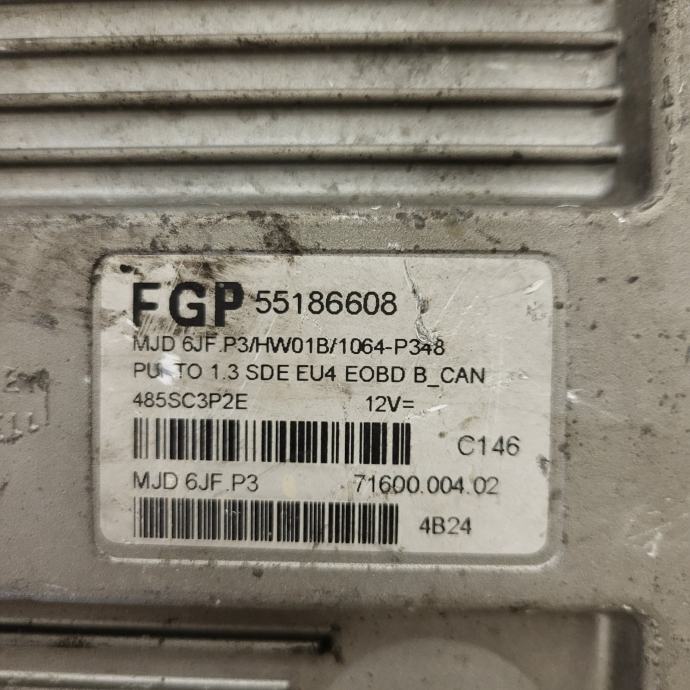 FGP 55186608
MJD 6JF.P3/HW01B/1064-P348
1.3 SDE EU4 EOBD B_CAN
485SC3P2E 12V=
C146
MJD 6JF.P3 71600.004.02
4B24